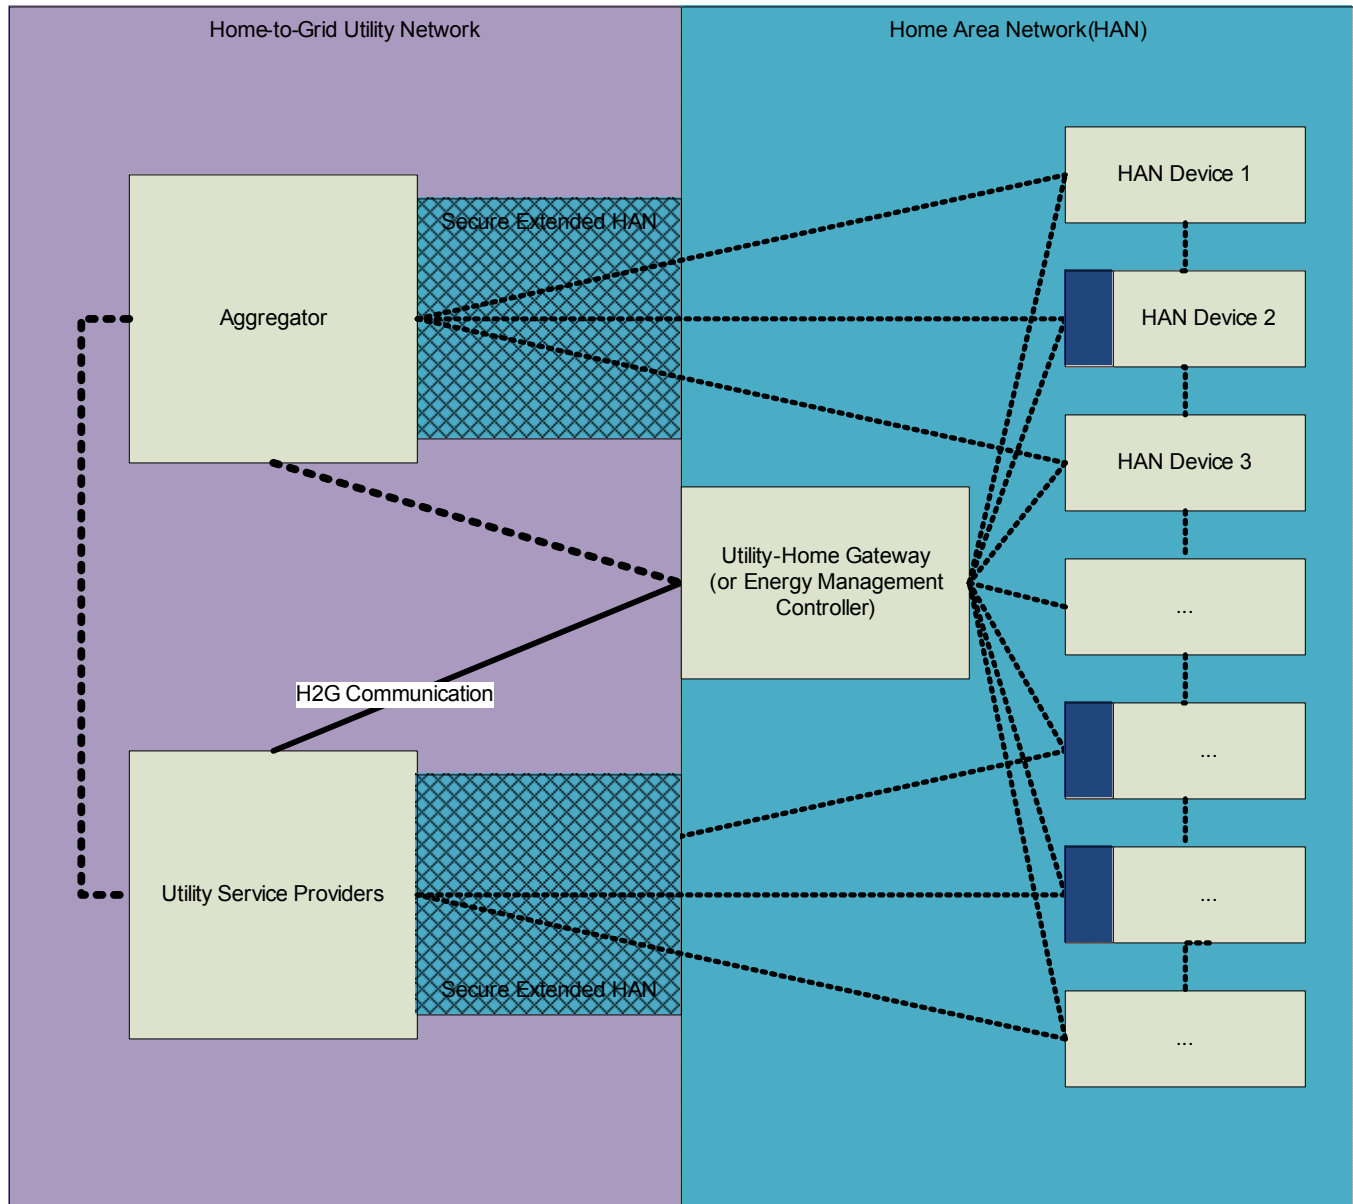 Home-to-Grid Utility Network
Home Area Network(HAN)
HAN Device 1
Secure Extended HAN
Aggregator
HAN Device 2
HAN Device 3
Utility-Home Gateway
(or Energy Management
Controller)
...
H2G Communication
...
Utility Service Providers
...
Secure Extended HAN
...